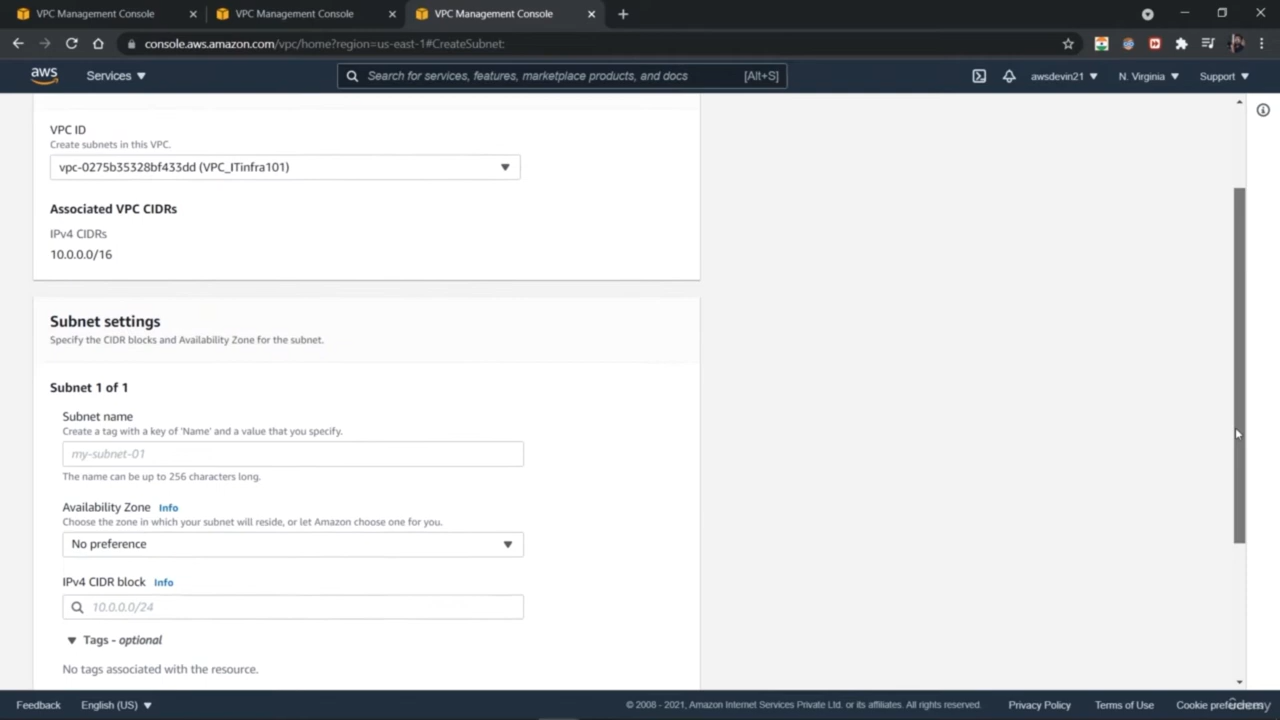 VPC Management Console
VPC Management Console
VPC Management Console
console.aws.amazon.com/vpc/home?region=us-east-1#CreateSubnet:
aws
Services
Search for services, features, marketplace products, and docs
[Alt+S]
awsdevin21
N. Virginia
Support
VPC ID
Create subnets in this VPC.
vpc-0275b35328bf433dd (VPC_ITinfra101)
Associated VPC CIDRs
IPv4 CIDRs
10.0.0.0/16
Subnet settings
Specify the CIDR blocks and Availability Zone for the subnet.
Subnet 1 of 1
Subnet name
Create a tag with a key of 'Name' and a value that you specify.
my-subnet-01
The name can be up to 256 characters long.
Availability Zone Info
Choose the zone in which your subnet will reside, or let Amazon choose one for you.
No preference
IPv4 CIDR block Info
10.0.0.0/24
Tags - optional
No tags associated with the resource.
Feedback
English (US)
© 2008 - 2021, Amazon Internet Services Private Ltd. or its affiliates. All rights reserved.
Privacy Policy
Terms of Use
Cookie preferences